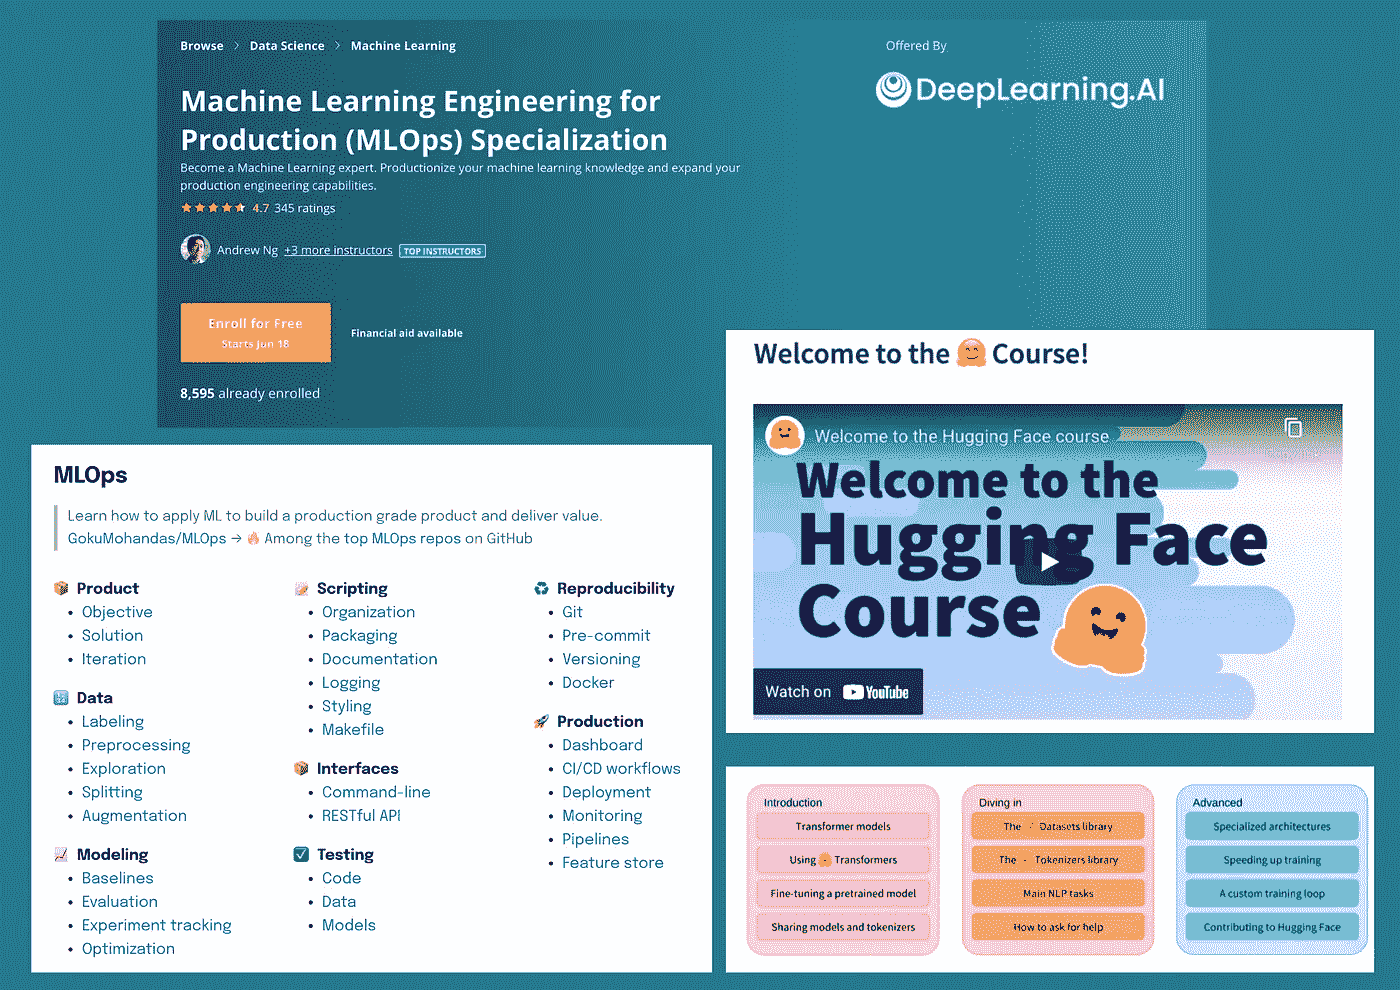 Browse > Data Science > Machine Learning
Offered By
DeepLearning.AI
Machine Learning Engineering for
Production (MLOps) Specialization
Become a Machine Learning expert. Productionize your machine learning knowledge and expand your
production engineering capabilities.
4.7 345 ratings
Andrew Ng +3 more instructors TOP INSTRUCTORS
Enroll for Free
Starts Jun 18
Financial aid available
8,595 already enrolled
MLOps
Learn how to apply ML to build a production grade product and deliver value.
GokuMohandas/MLOps → 🔥 Among the top MLOps repos on GitHub
📦 Product
• Objective
• Solution
• Iteration
🔢 Data
• Labeling
• Preprocessing
• Exploration
• Splitting
• Augmentation
📈 Modeling
• Baselines
• Evaluation
• Experiment tracking
• Optimization
📝 Scripting
• Organization
• Packaging
• Documentation
• Logging
• Styling
• Makefile
📦 Interfaces
• Command-line
• RESTful API
✅ Testing
• Code
• Data
• Models
♻️ Reproducibility
• Git
• Pre-commit
• Versioning
• Docker
🚀 Production
• Dashboard
• CI/CD workflows
• Deployment
• Monitoring
• Pipelines
• Feature store
Welcome to the 🤗 Course!
Welcome to the Hugging Face course
Welcome to the
Hugging Face
Course
Watch on YouTube
Introduction
Transformer models
Using 🤗 Transformers
Fine-tuning a pretrained model
Sharing models and tokenizers
Diving in
The 🤗 Datasets library
The 🤗 Tokenizers library
Main NLP tasks
How to ask for help
Advanced
Specialized architectures
Speeding up training
A custom training loop
Contributing to Hugging Face